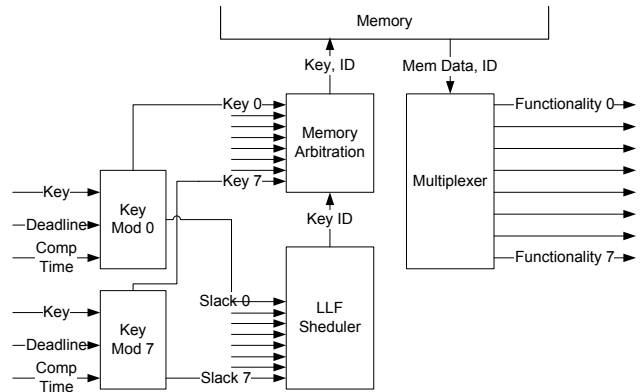 Memory
Key, ID
Mem Data, ID
Key 0
Functionality 0
Memory
Arbitration
Multiplexer
Key
Key 7
Key
Mod 0
Deadline
Key ID
Comp
Time
Functionality 7
Slack 0
LLF
Sheduler
Key
Key
Mod 7
Deadline
Comp
Time
Slack 7